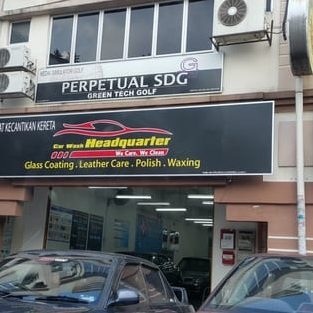 PERPETUAL SDG
GREEN TECH GOLF
AT KECANTIKAN KERETA
Car Wash Headquarter
We Care, We Clean
Glass Coating . Leather Care . Polish . Waxing